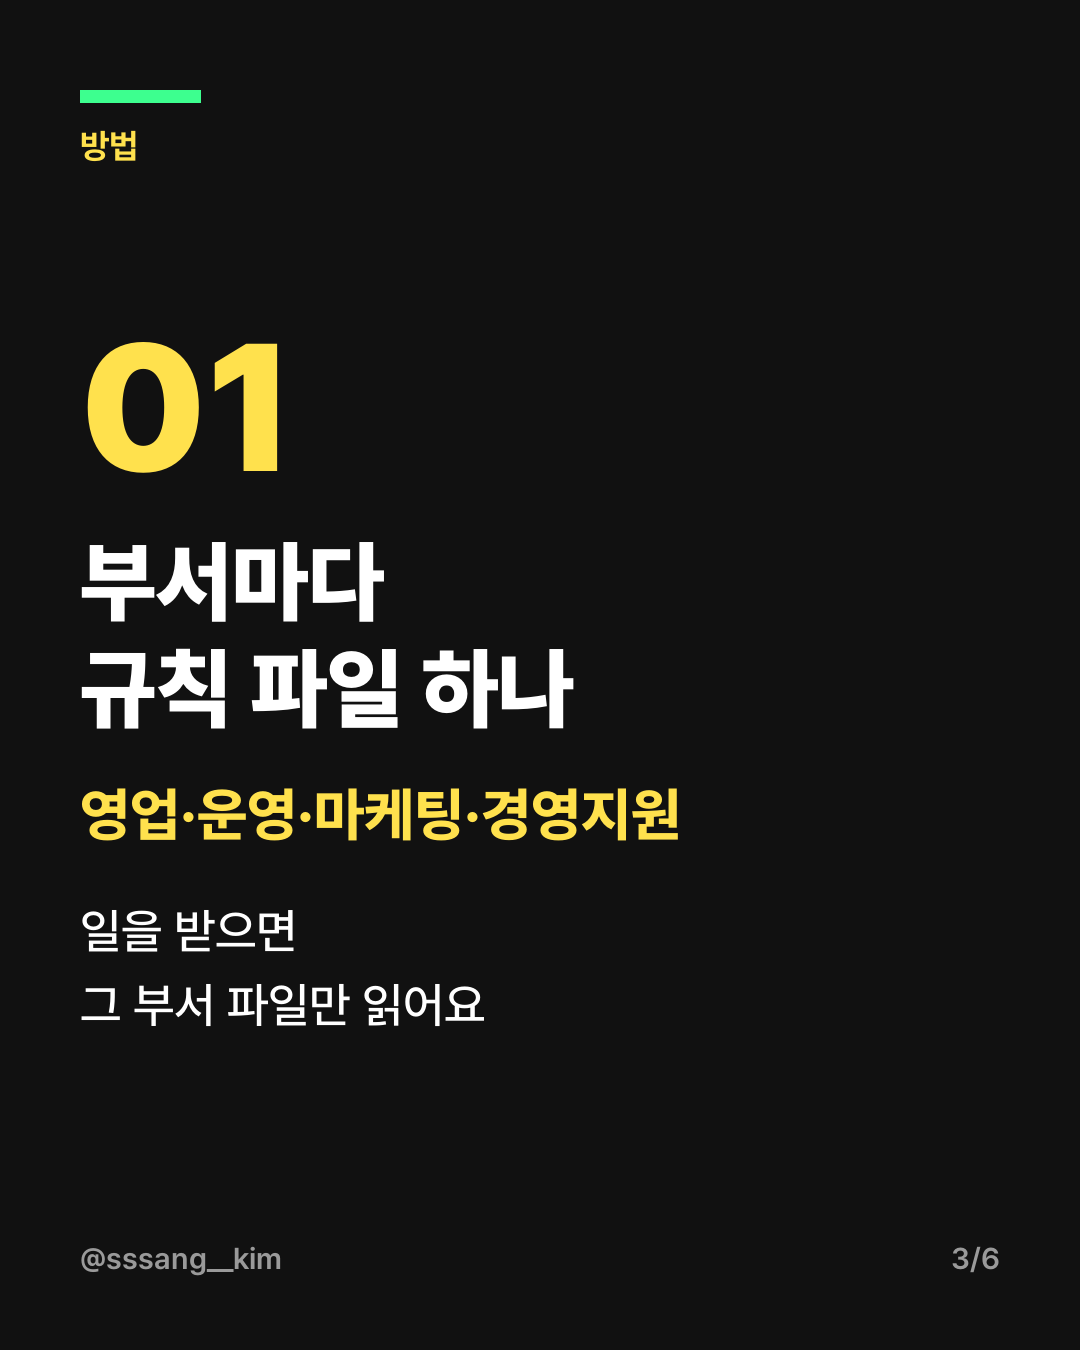 방법
01
부서마다
규칙 파일 하나
영업·운영·마케팅·경영지원
일을 받으면
그 부서 파일만 읽어요
@sssang__kim
3/6